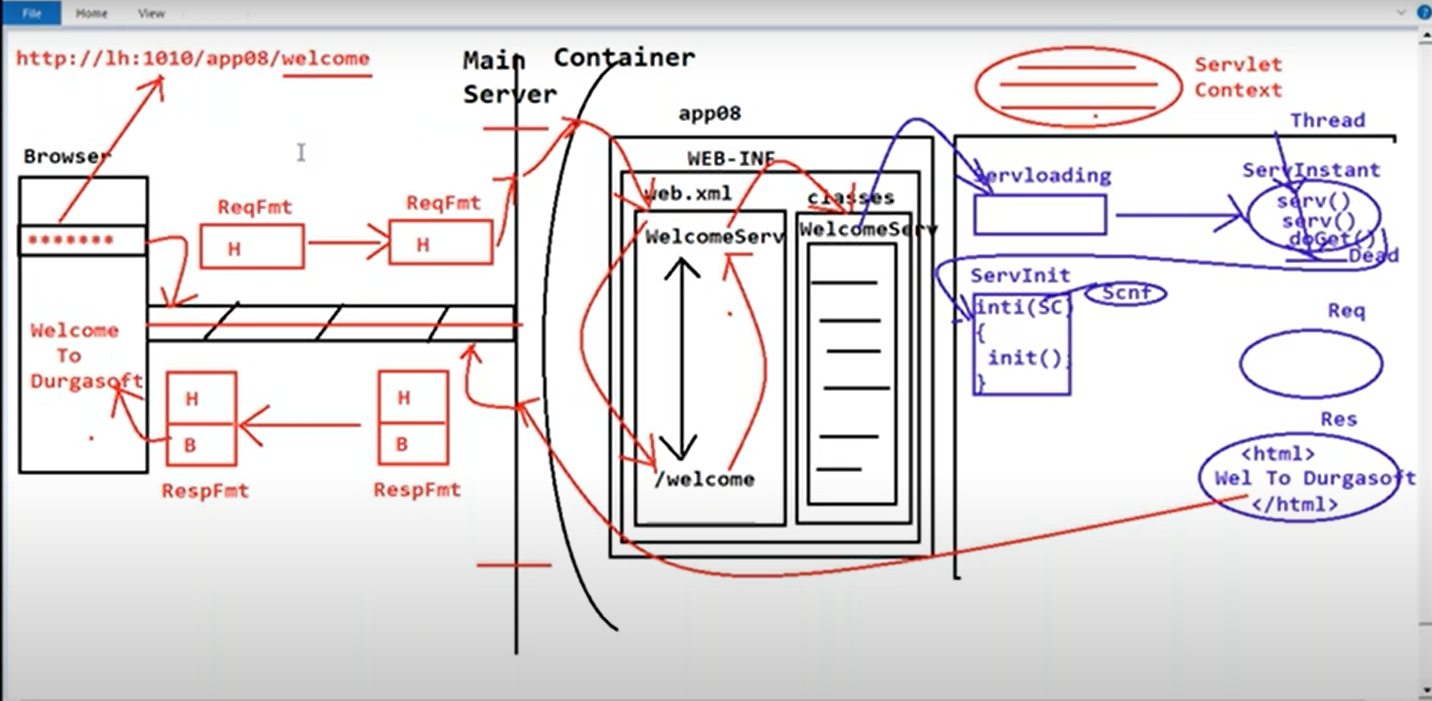 File Home View
http://lh:1010/app08/welcome
Main
Server
Container
Servlet
Context
app08
Thread
Browser
WEB-INF
web.xml
classes
Servloading
ServInstant
serv()
serv()
doGet()
Dead
ReqFmt
H
ReqFmt
H
*******
WelcomeServ
WelcomeServ
ServInit
Scnf
inti(SC)
{
init();
}
Req
Welcome
To
Durgasoft
H
B
RespFmt
H
B
RespFmt
/welcome
Res
<html>
Wel To Durgasoft
</html>